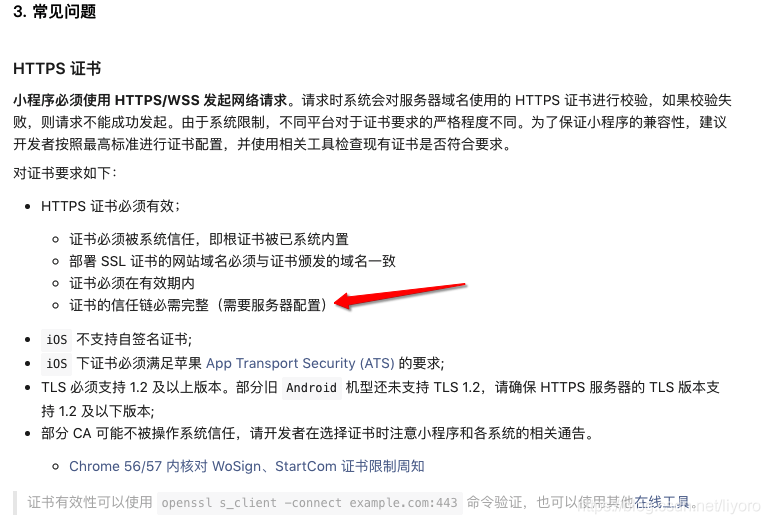 3. 常见问题
HTTPS 证书
小程序必须使用 HTTPS/WSS 发起网络请求。请求时系统会对服务器域名使用的 HTTPS 证书进行校验，如果校验失
败，则请求不能成功发起。由于系统限制，不同平台对于证书要求的严格程度不同。为了保证小程序的兼容性，建议
开发者按照最高标准进行证书配置，并使用相关工具检查现有证书是否符合要求。
对证书要求如下：
HTTPS 证书必须有效；
证书必须被系统信任，即根证书被已系统内置
部署 SSL 证书的网站域名必须与证书颁发的域名一致
证书必须在有效期内
证书的信任链必需完整（需要服务器配置）
iOS 不支持自签名证书;
iOS 下证书必须满足苹果 App Transport Security (ATS) 的要求;
TLS 必须支持 1.2 及以上版本。部分旧 Android 机型还未支持 TLS 1.2，请确保 HTTPS 服务器的 TLS 版本支
持 1.2 及以下版本;
部分 CA 可能不被操作系统信任，请开发者在选择证书时注意小程序和各系统的相关通告。
Chrome 56/57 内核对 WoSign、StartCom 证书限制周知
证书有效性可以使用 openssl s_client -connect example.com:443 命令验证，也可以使用其他在线工具。
https://blog.csdn.net/liyoro